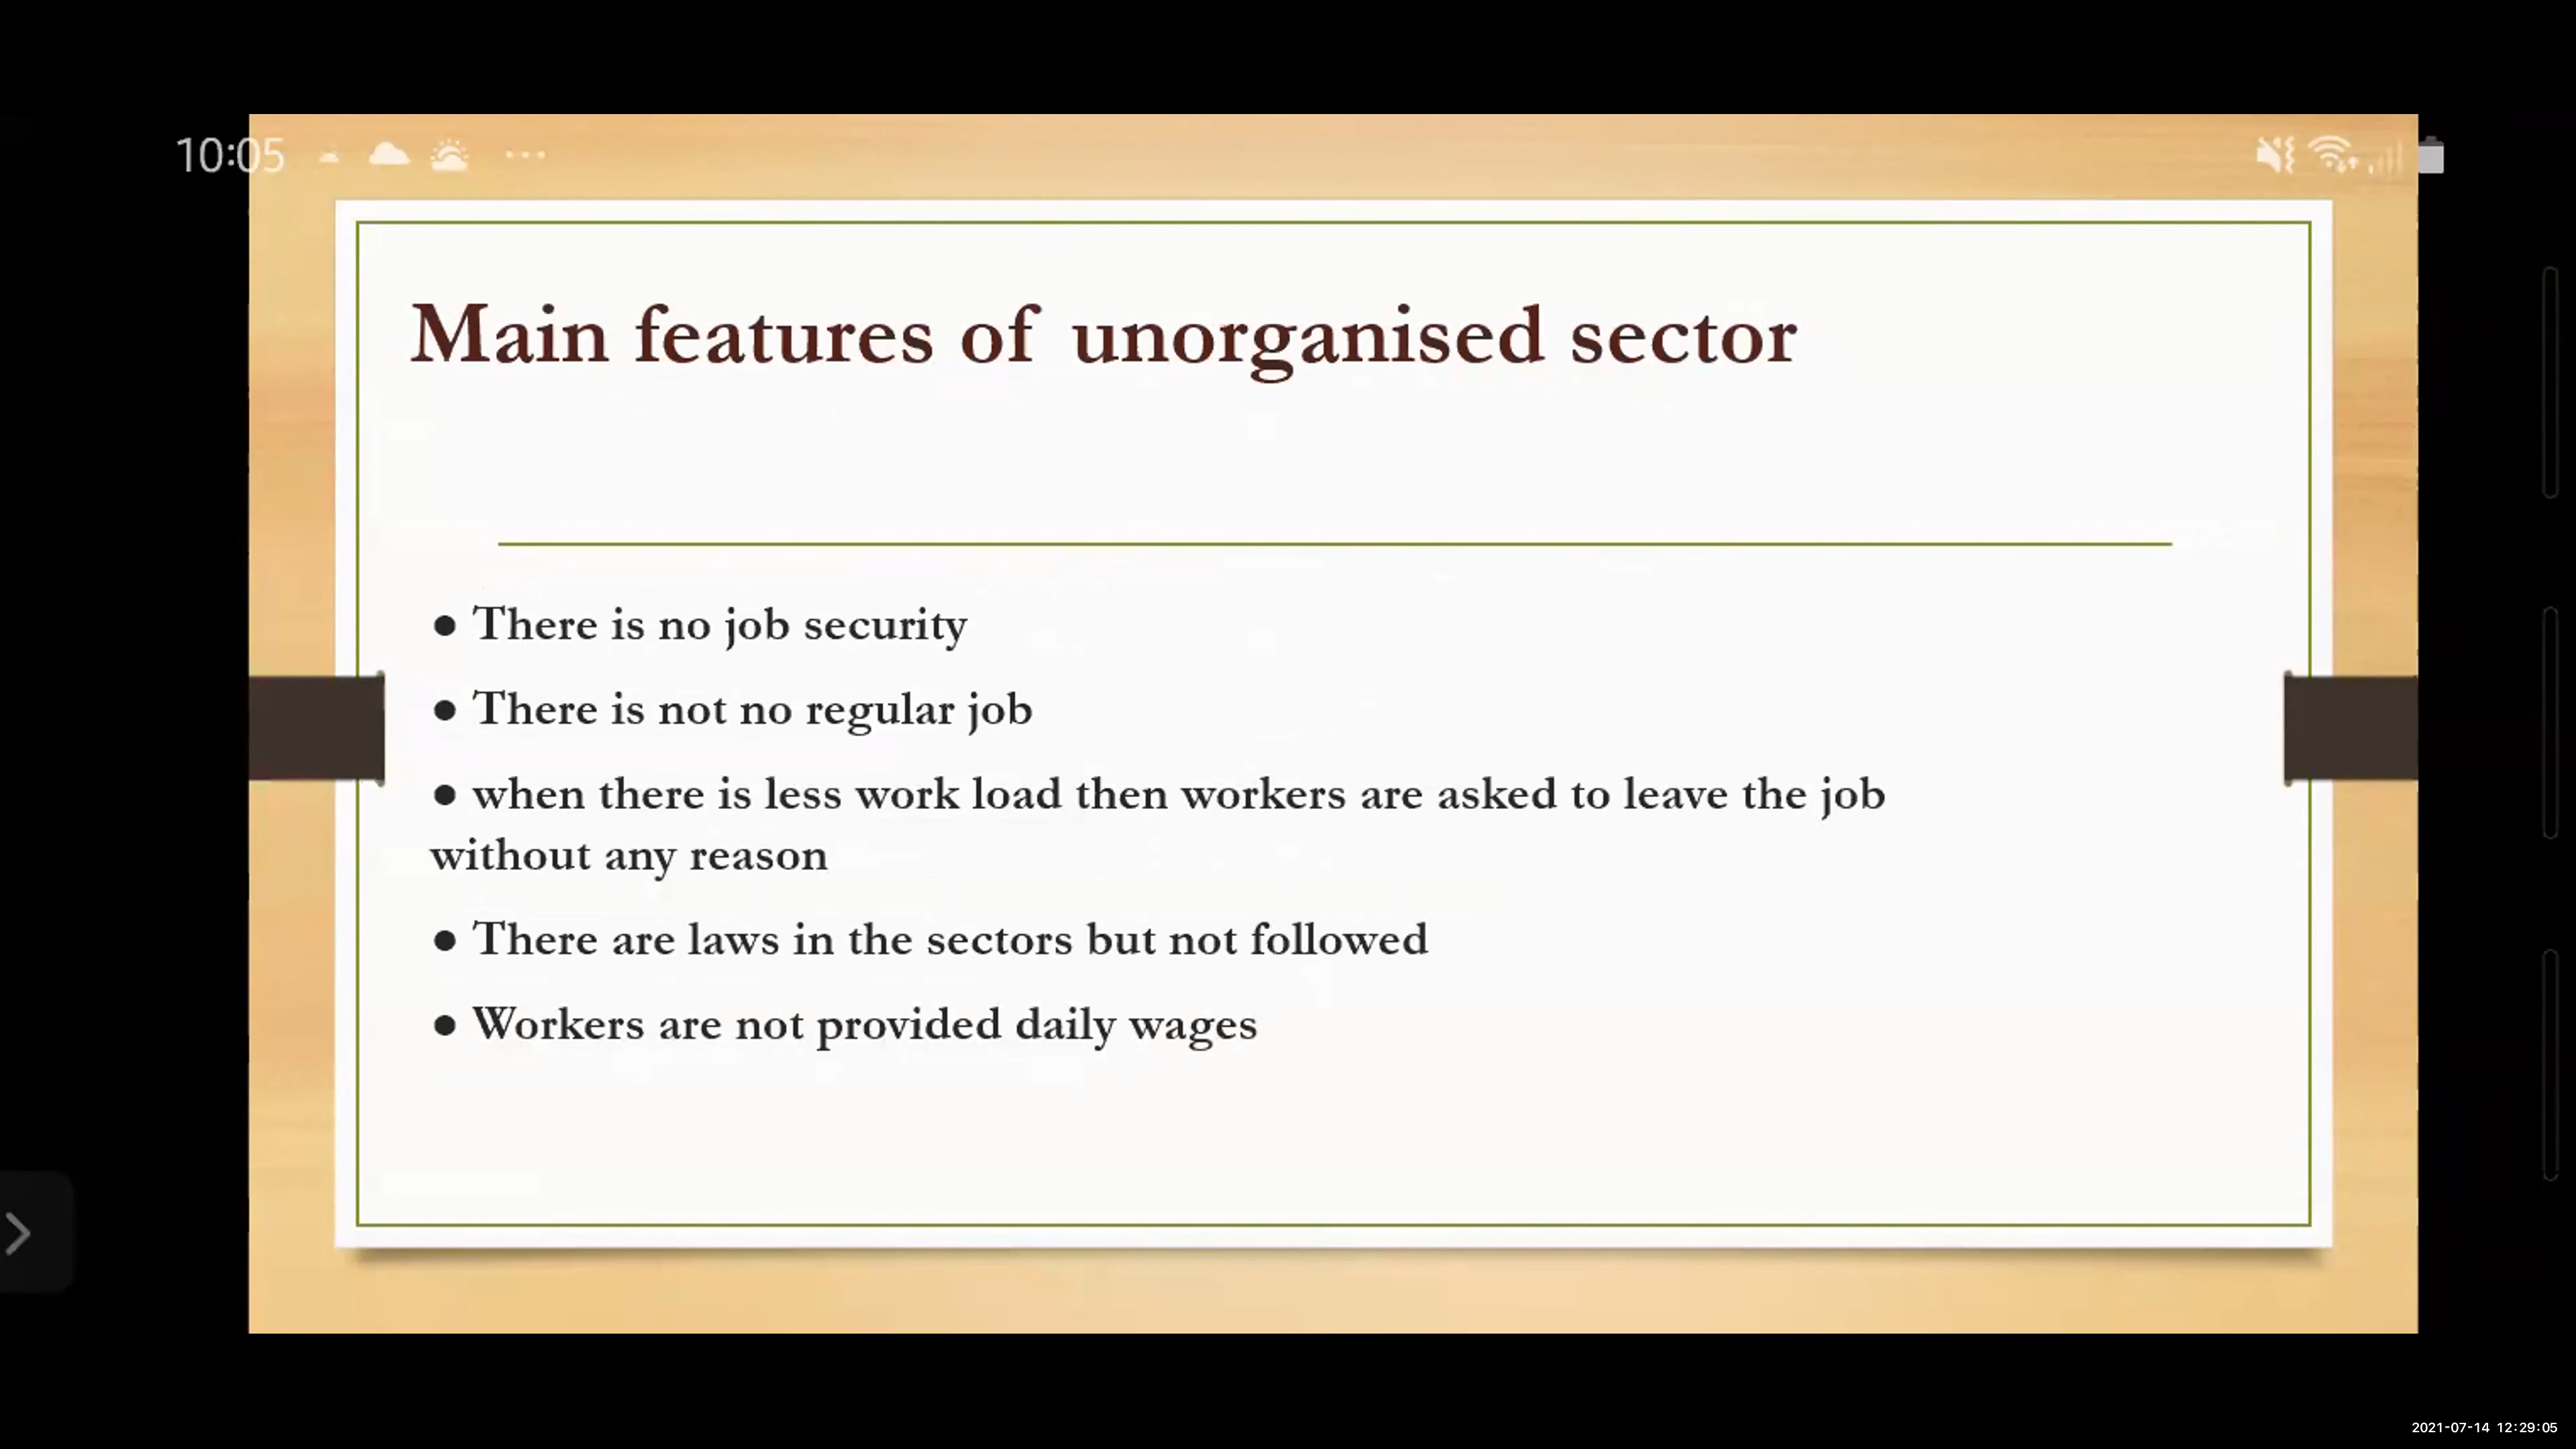 10:05
Main features of unorganised sector
● There is no job security
● There is not no regular job
● when there is less work load then workers are asked to leave the job
without any reason
● There are laws in the sectors but not followed
● Workers are not provided daily wages
2021-07-14 12:29:05